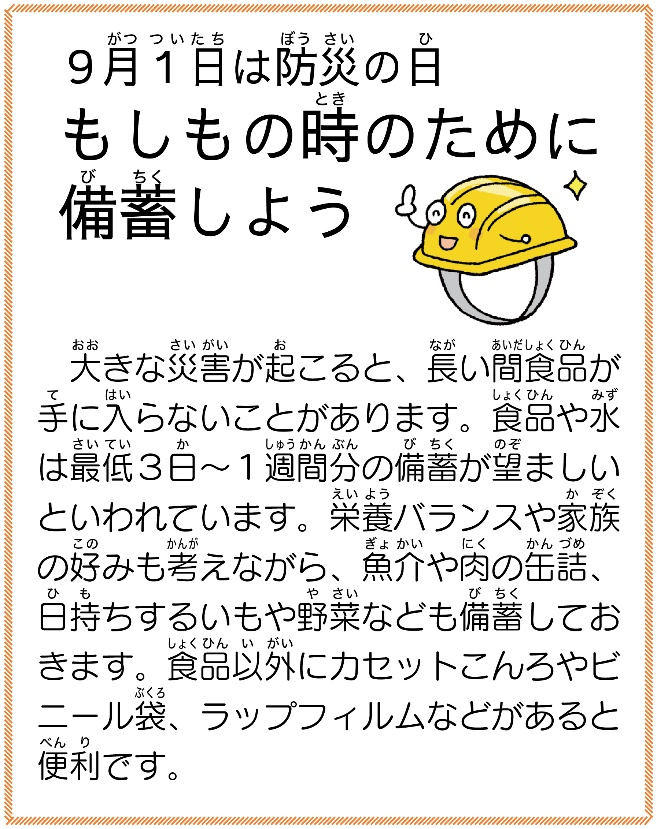 9月1日は防災の日
もしもの時のために
備蓄しよう
大きな災害が起こると、長い間食品が
手に入らないことがあります。食品や水
は最低3日～1週間分の備蓄が望ましい
といわれています。栄養バランスや家族
の好みも考えながら、魚介や肉の缶詰、
日持ちするいもや野菜なども備蓄してお
きます。食品以外にカセットこんろやビ
ニール袋、ラップフィルムなどがあると
便利です。